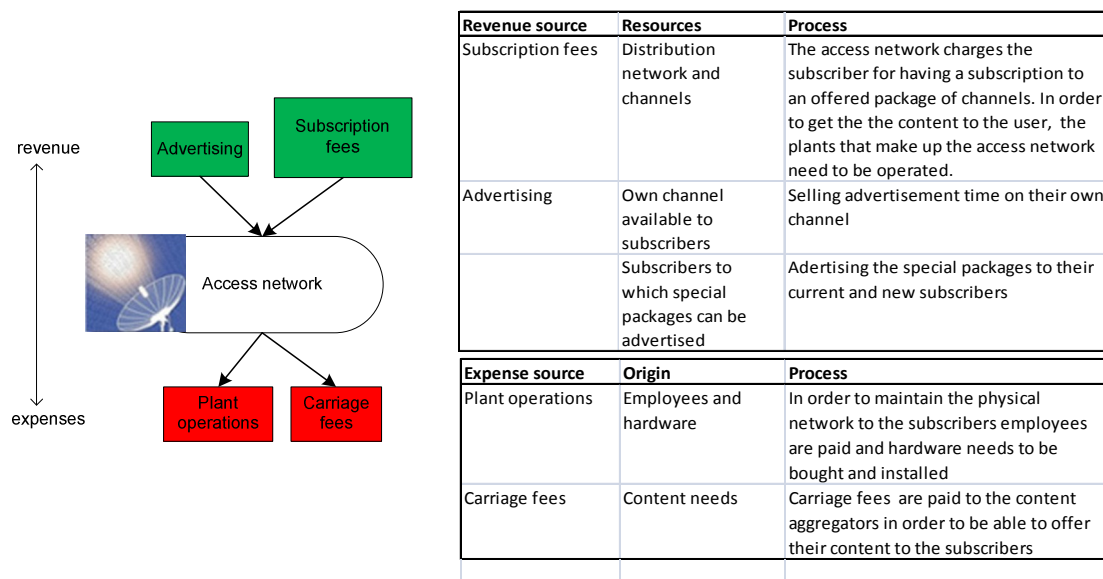 revenue
expenses
Advertising
Subscription
fees
Access network
Plant
operations
Carriage
fees
Revenue source Resources Process
Subscription fees Distribution The access network charges the
network and subscriber for having a subscription to
channels an offered package of channels. In order
to get the the content to the user, the
plants that make up the access network
need to be operated.
Advertising Own channel Selling advertisement time on their own
available to channel
subscribers
Subscribers to Adertising the special packages to their
which special current and new subscribers
packages can be
advertised
Expense source Origin Process
Plant operations Employees and In order to maintain the physical
hardware network to the subscribers employees
are paid and hardware needs to be
bought and installed
Carriage fees Content needs Carriage fees are paid to the content
aggregators in order to be able to offer
their content to the subscribers